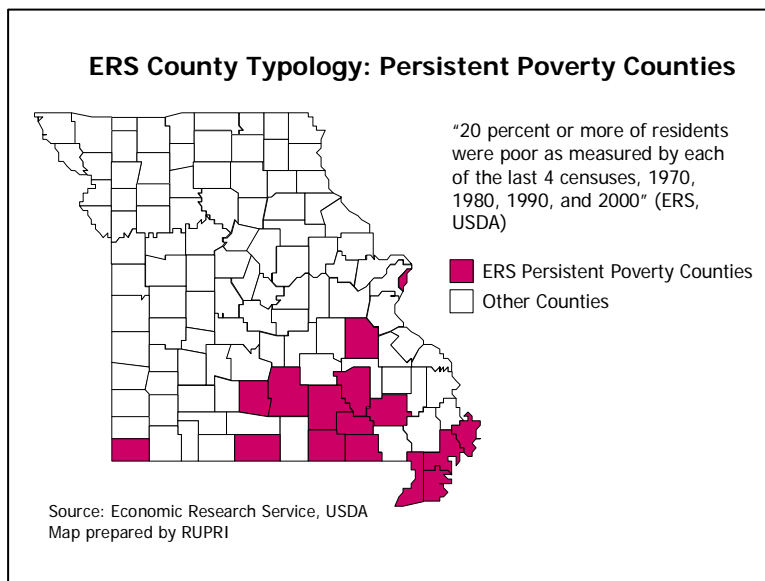 ERS County Typology: Persistent Poverty Counties
"20 percent or more of residents
were poor as measured by each
of the last 4 censuses, 1970,
1980, 1990, and 2000" (ERS,
USDA)
ERS Persistent Poverty Counties
Other Counties
Source: Economic Research Service, USDA
Map prepared by RUPRI